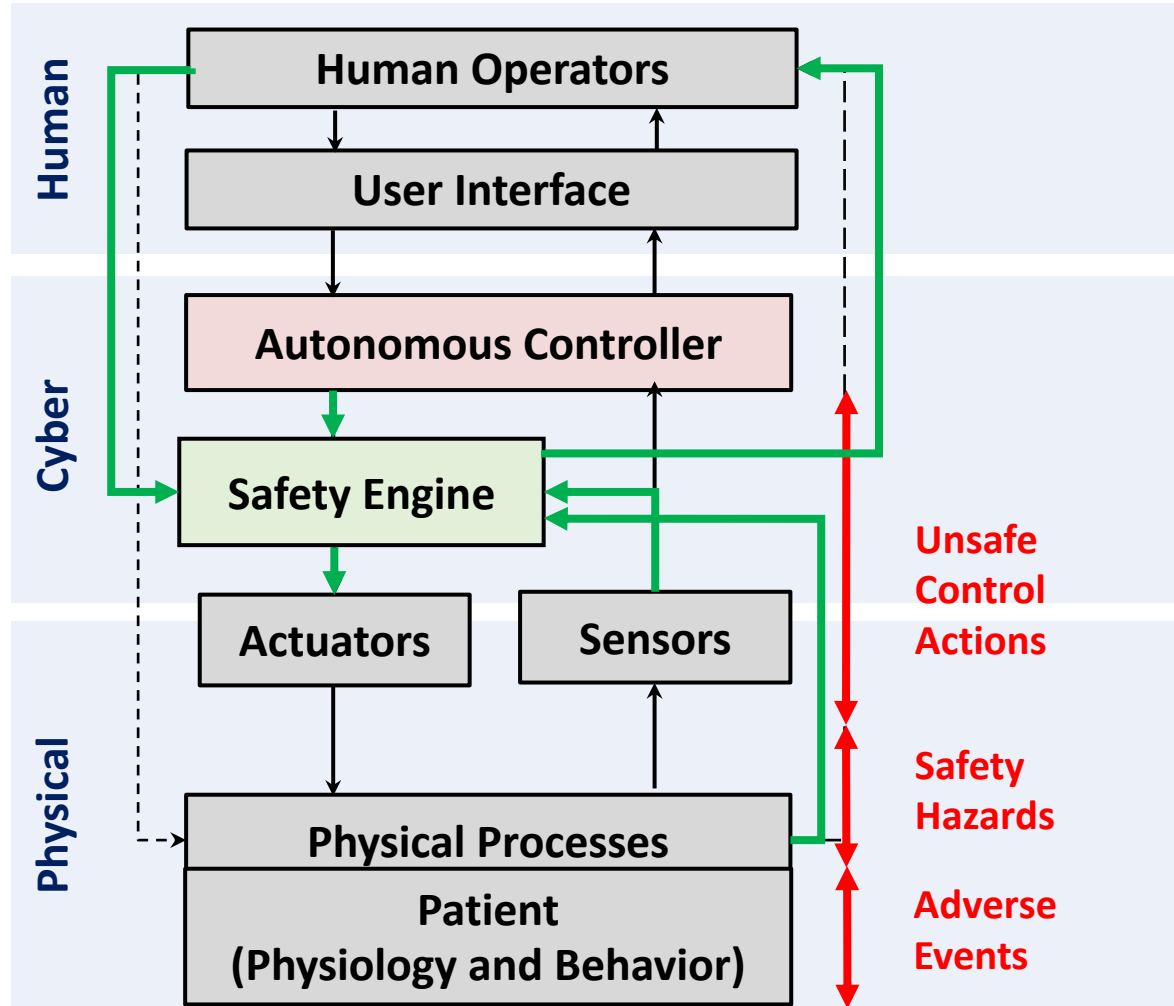 Human
Human Operators
User Interface
Cyber
Autonomous Controller
Safety Engine
Unsafe
Control
Actions
Physical
Actuators
Sensors
Safety
Hazards
Physical Processes
Patient
(Physiology and Behavior)
Adverse
Events